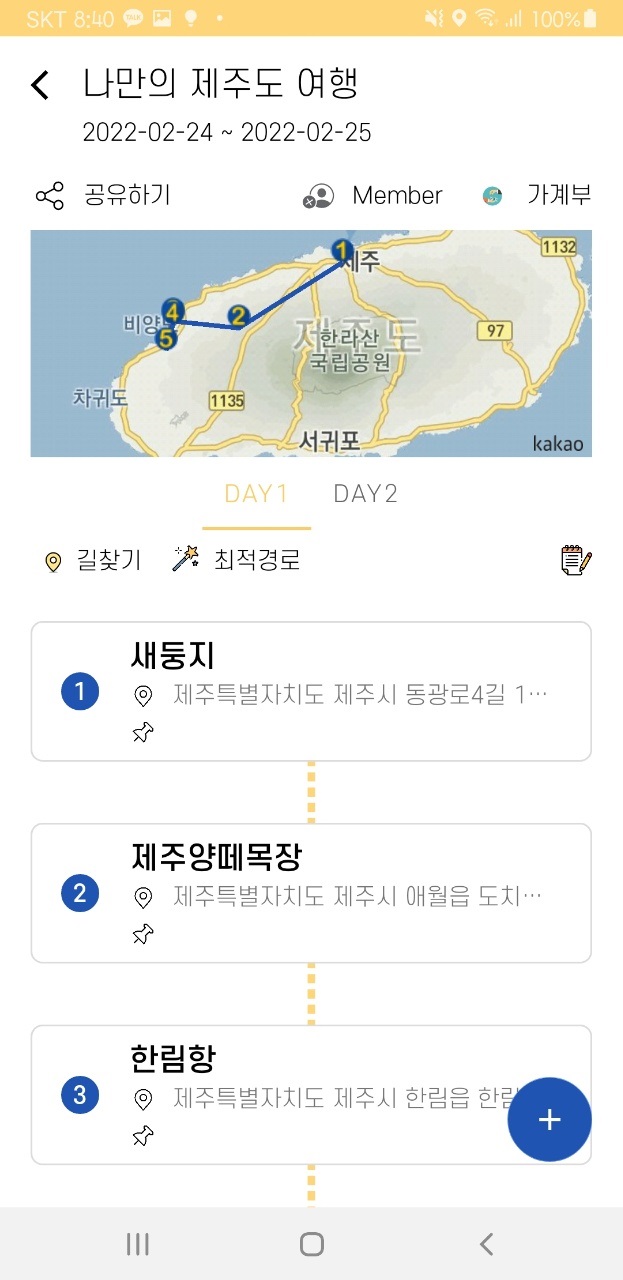 SKT 8:40 100%
나만의 제주도 여행
2022-02-24 ~ 2022-02-25
공유하기 Member 가계부
1 제주 1132
비양도 4 2 제주도 97
5 한라산
국립공원
차귀도 1135
서귀포 kakao
DAY1 DAY2
길찾기 최적경로
새둥지
1 제주특별자치도 제주시 동광로4길 1…
제주양떼목장
2 제주특별자치도 제주시 애월읍 도치…
한림항
3 제주특별자치도 제주시 한림읍 한림
+